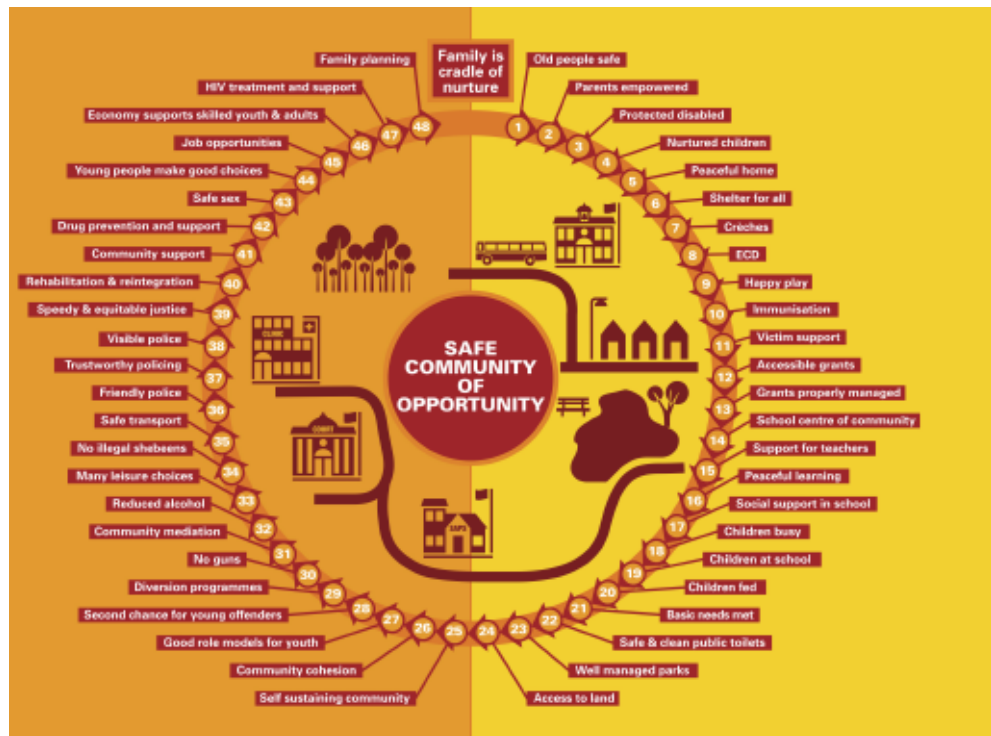 Family is
cradle of
nurture
Old people safe
Parents empowered
Protected disabled
Nurtured children
Peaceful home
Shelter for all
Crèches
ECD
Happy play
Immunisation
Victim support
Accessible grants
Grants properly managed
School centre of community
Support for teachers
Peaceful learning
Social support in school
Children busy
Children at school
Children fed
Basic needs met
Safe & clean public toilets
Well managed parks
Access to land
Self sustaining community
Community cohesion
Good role models for youth
Second chance for young offenders
Diversion programmes
No guns
Community mediation
Reduced alcohol
Many leisure choices
No illegal shebeens
Safe transport
Friendly police
Trustworthy policing
Visible police
Speedy & equitable justice
Rehabilitation & reintegration
Community support
Drug prevention and support
Safe sex
Young people make good choices
Job opportunities
Economy supports skilled youth & adults
HIV treatment and support
Family planning
1
2
3
4
5
6
7
8
9
10
11
12
13
14
15
16
17
18
19
20
21
22
23
24
25
26
27
28
29
30
31
32
33
34
35
36
37
38
39
40
41
42
43
44
45
46
47
48
SAFE
COMMUNITY
OF
OPPORTUNITY
CLINIC
COURT
SAPS